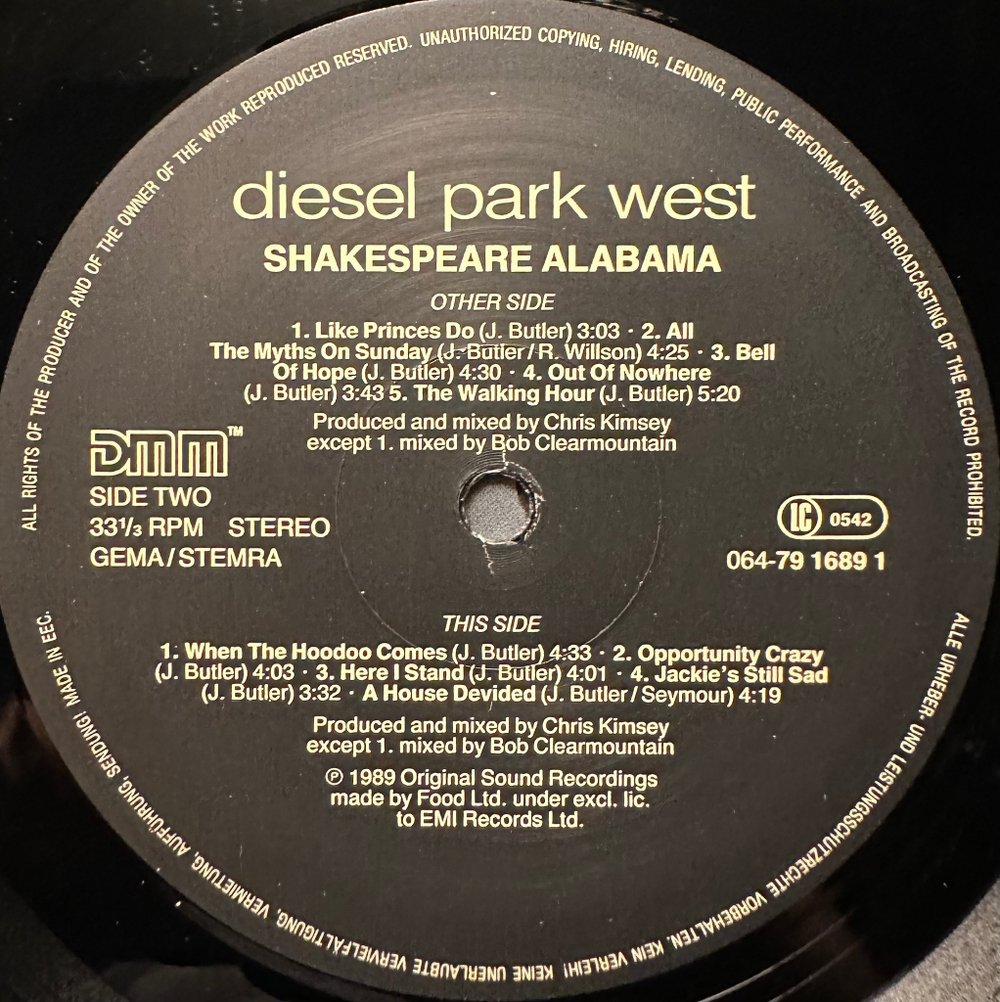 ALL RIGHTS OF THE PRODUCER AND OF THE OWNER OF THE WORK REPRODUCED RESERVED. UNAUTHORIZED COPYING, HIRING, LENDING, PUBLIC PERFORMANCE AND BROADCASTING OF THE RECORD PROHIBITED.
diesel park west
SHAKESPEARE ALABAMA
OTHER SIDE
1. Like Princes Do (J. Butler) 3:03 · 2. All
The Myths On Sunday (J. Butler/R. Willson) 4:25 · 3. Bell
Of Hope (J. Butler) 4:30 · 4. Out Of Nowhere
(J. Butler) 3:43 5. The Walking Hour (J. Butler) 5:20
Produced and mixed by Chris Kimsey
except 1. mixed by Bob Clearmountain
DMM™
SIDE TWO
33⅓ RPM STEREO
GEMA/STEMRA
LC 0542
064-79 1689 1
THIS SIDE
1. When The Hoodoo Comes (J. Butler) 4:33 · 2. Opportunity Crazy
(J. Butler) 4:03 · 3. Here I Stand (J. Butler) 4:01 · 4. Jackie's Still Sad
(J. Butler) 3:32 · A House Devided (J. Butler/Seymour) 4:19
Produced and mixed by Chris Kimsey
except 1. mixed by Bob Clearmountain
℗ 1989 Original Sound Recordings
made by Food Ltd. under excl. lic.
to EMI Records Ltd.
ALLE URHEBER- UND LEISTUNGSSCHUTZRECHTE VORBEHALTEN. KEIN VERLEIH! KEINE UNERLAUBTE VERVIELFÄLTIGUNG, VERMIETUNG, AUFFÜHRUNG, SENDUNG! MADE IN EEC.